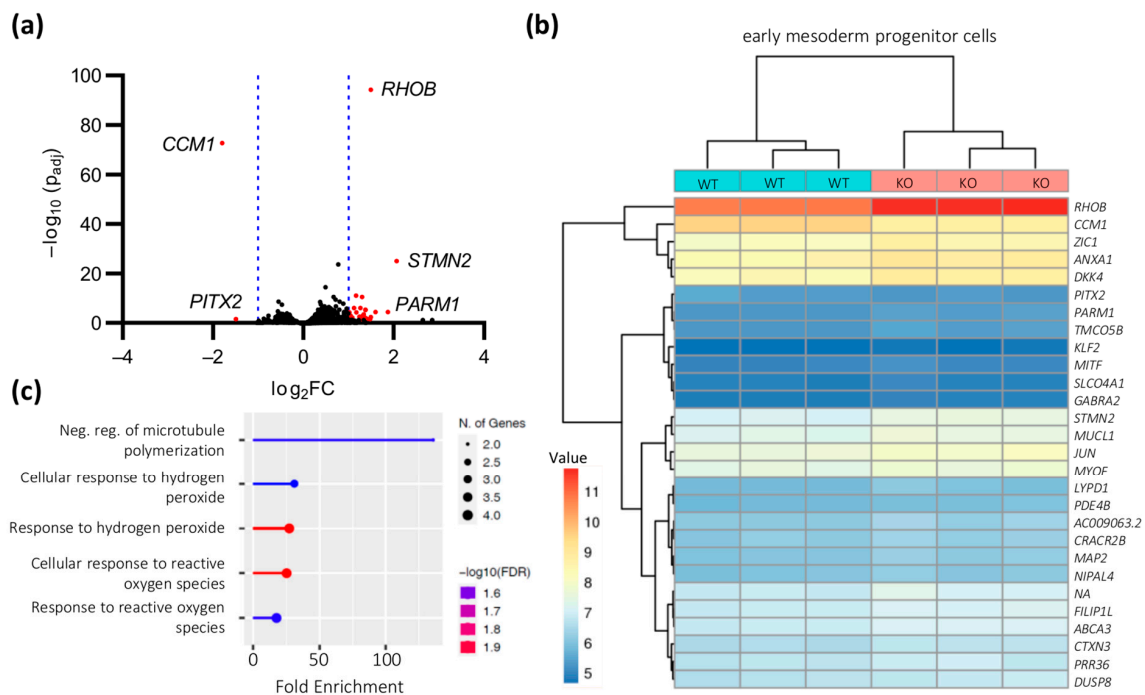 (a)
100
80
60
40
20
0
−log10 (padj)
CCM1
RHOB
STMN2
PITX2
PARM1
−4
−2
0
2
4
log2FC
(b)
early mesoderm progenitor cells
WT WT WT KO KO KO
RHOB
CCM1
ZIC1
ANXA1
DKK4
PITX2
PARM1
TMCO5B
KLF2
MITF
SLCO4A1
GABRA2
STMN2
MUCL1
JUN
MYOF
LYPD1
PDE4B
AC009063.2
CRACR2B
MAP2
NIPAL4
NA
FILIP1L
ABCA3
CTXN3
PRR36
DUSP8
Value
11
10
9
8
7
6
5
(c)
Neg. reg. of microtubule
polymerization
Cellular response to hydrogen
peroxide
Response to hydrogen peroxide
Cellular response to reactive
oxygen species
Response to reactive oxygen
species
0
50
100
Fold Enrichment
N. of Genes
2.0
2.5
3.0
3.5
4.0
−log10(FDR)
1.6
1.7
1.8
1.9